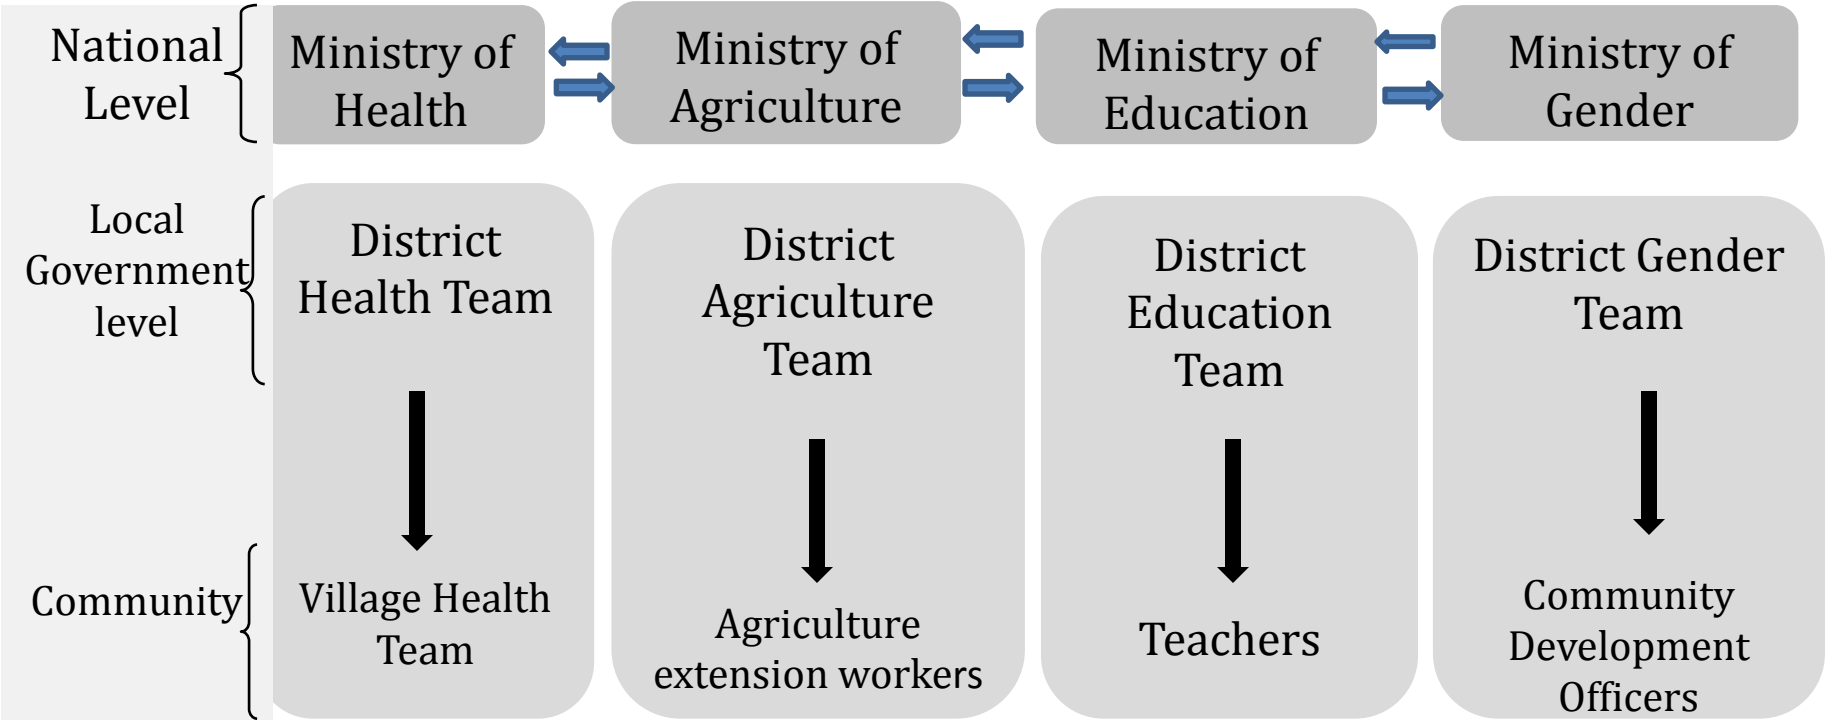 National
Level
Ministry of
Health
Ministry of
Agriculture
Ministry of
Education
Ministry of
Gender
Local
Government
level
District
Health Team
District
Agriculture
Team
District
Education
Team
District Gender
Team
Community
Village Health
Team
Agriculture
extension workers
Teachers
Community
Development
Officers